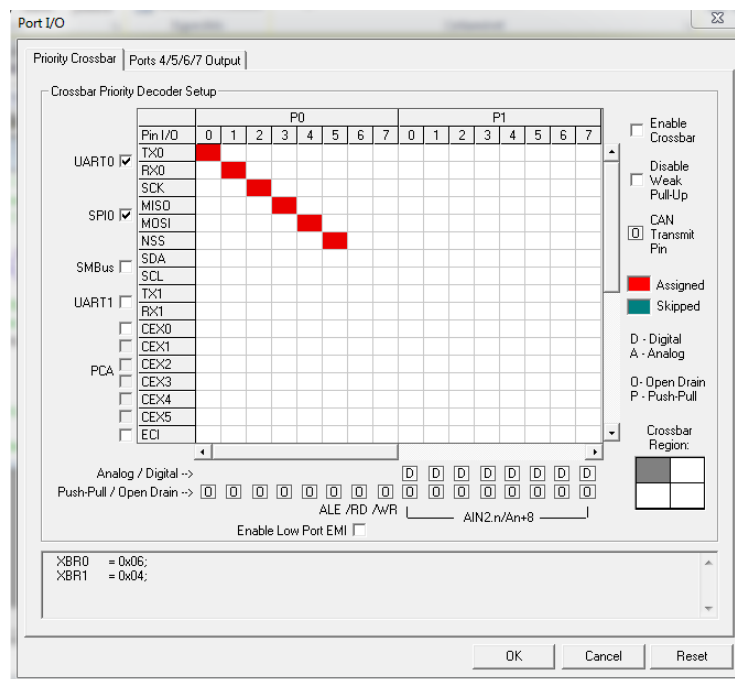 Port I/O
Priority Crossbar
Ports 4/5/6/7 Output
Crossbar Priority Decoder Setup
P0 P1
Pin I/O 0 1 2 3 4 5 6 7 0 1 2 3 4 5 6 7
UART0 TX0
RX0
SCK
SPI0 MISO
MOSI
NSS
SMBus SDA
SCL
UART1 TX1
RX1
CEX0
CEX1
PCA CEX2
CEX3
CEX4
CEX5
ECI
Enable
Crossbar
Disable
Weak
Pull-Up
CAN
O Transmit
Pin
Assigned
Skipped
D - Digital
A - Analog
O- Open Drain
P - Push-Pull
Crossbar
Region:
Analog / Digital --> D D D D D D D D
Push-Pull / Open Drain --> O O O O O O O O O O O O O O O O
ALE /RD /WR
AIN2.n/An+8
Enable Low Port EMI
XBR0 = 0x06;
XBR1 = 0x04;
OK Cancel Reset